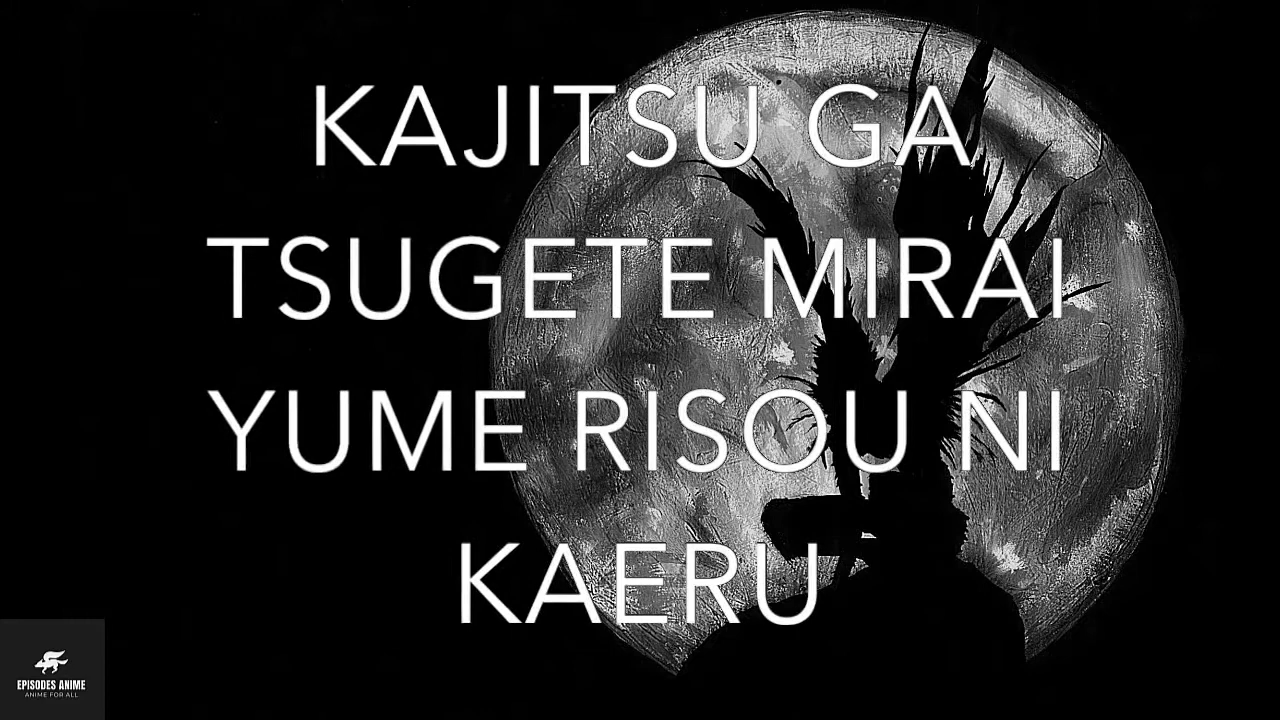 KAJITSU GA
TSUGETE MIRAI
YUME RISOU NI
KAERU
EPISODES ANIME
ANIME FOR ALL